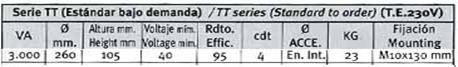 Serie TT (Estándar bajo demanda) / TT series (Standard to order) (T.E.230V)
VA Ø mm. Altura mm. Height mm Voltaje mím. Voltage mim. Rdto. Effic. cdt Ø ACCE. KG Fijación Mounting
3.000 260 105 40 95 4 En. Int. 23 M10x130 mm